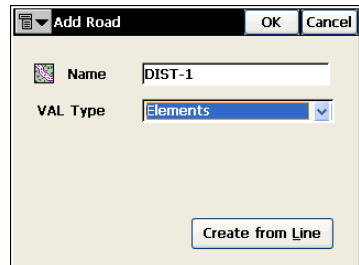 Add Road OK Cancel
Name DIST-1
VAL Type Elements
Create from Line